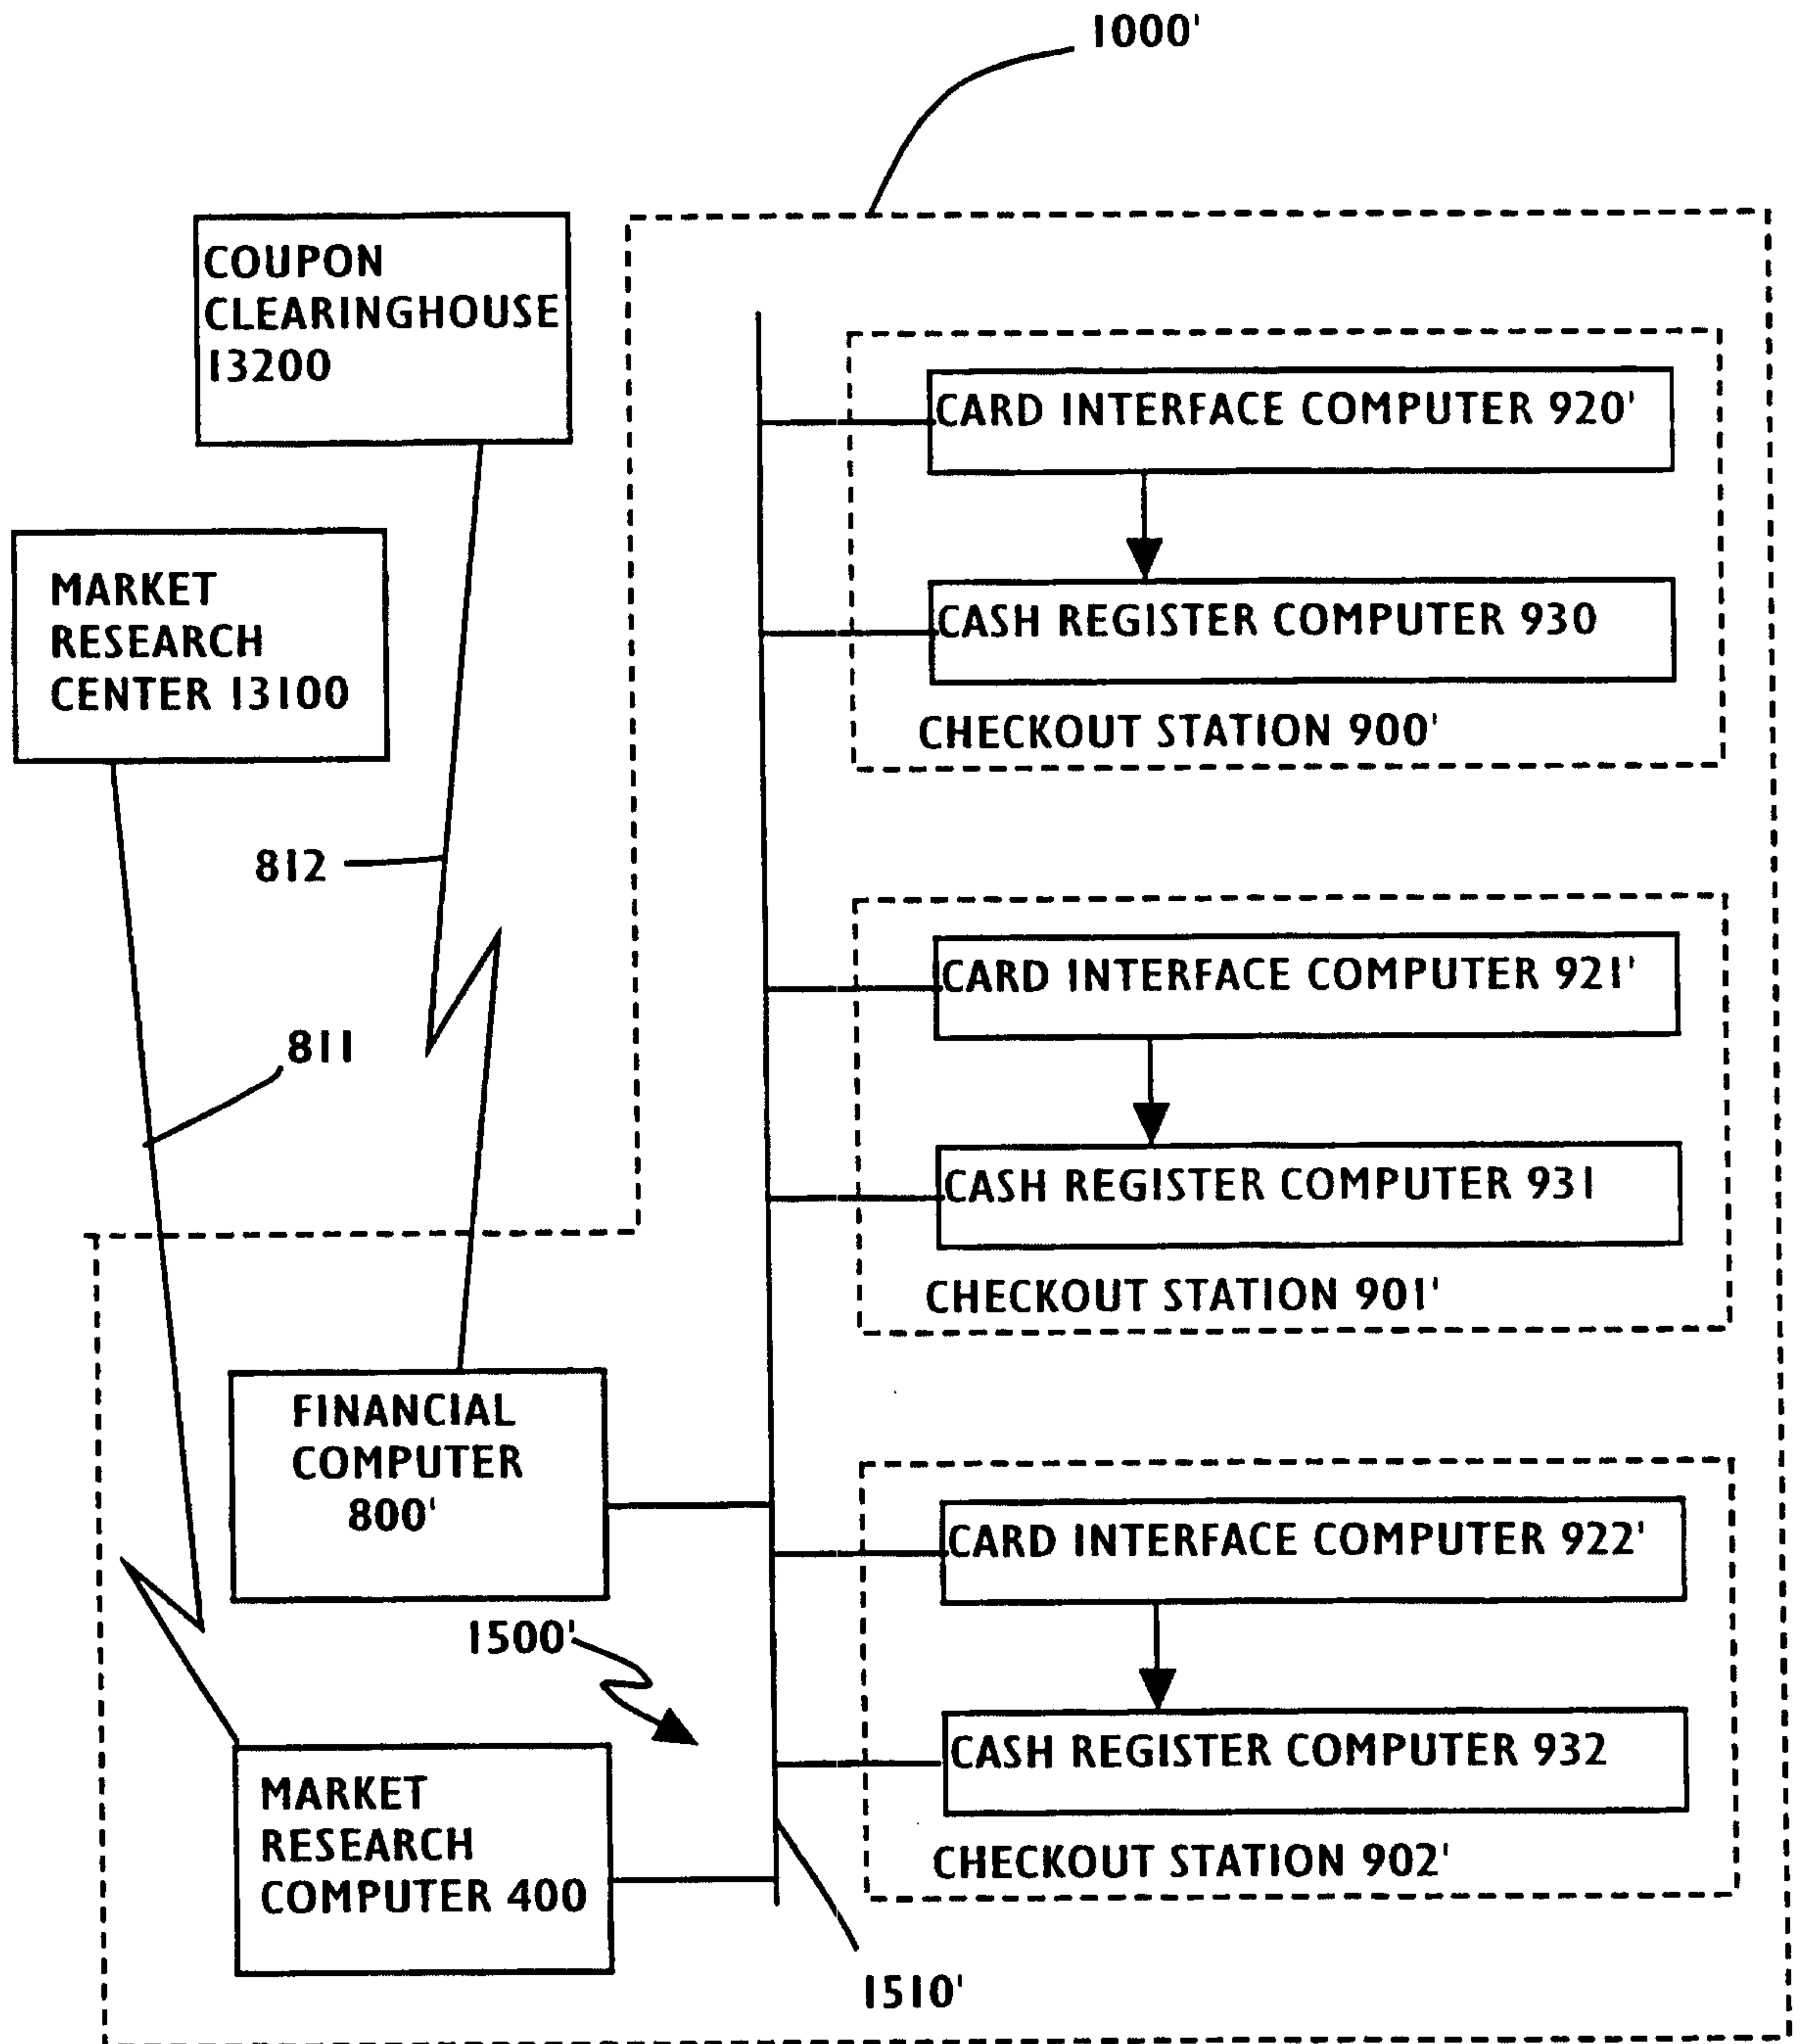 1000'
COUPON
CLEARINGHOUSE
13200
CARD INTERFACE COMPUTER 920'
CASH REGISTER COMPUTER 930
CHECKOUT STATION 900'
MARKET
RESEARCH
CENTER 13100
812
811
CARD INTERFACE COMPUTER 921'
CASH REGISTER COMPUTER 931
CHECKOUT STATION 901'
FINANCIAL
COMPUTER
800'
CARD INTERFACE COMPUTER 922'
CASH REGISTER COMPUTER 932
CHECKOUT STATION 902'
1500'
MARKET
RESEARCH
COMPUTER 400
1510'